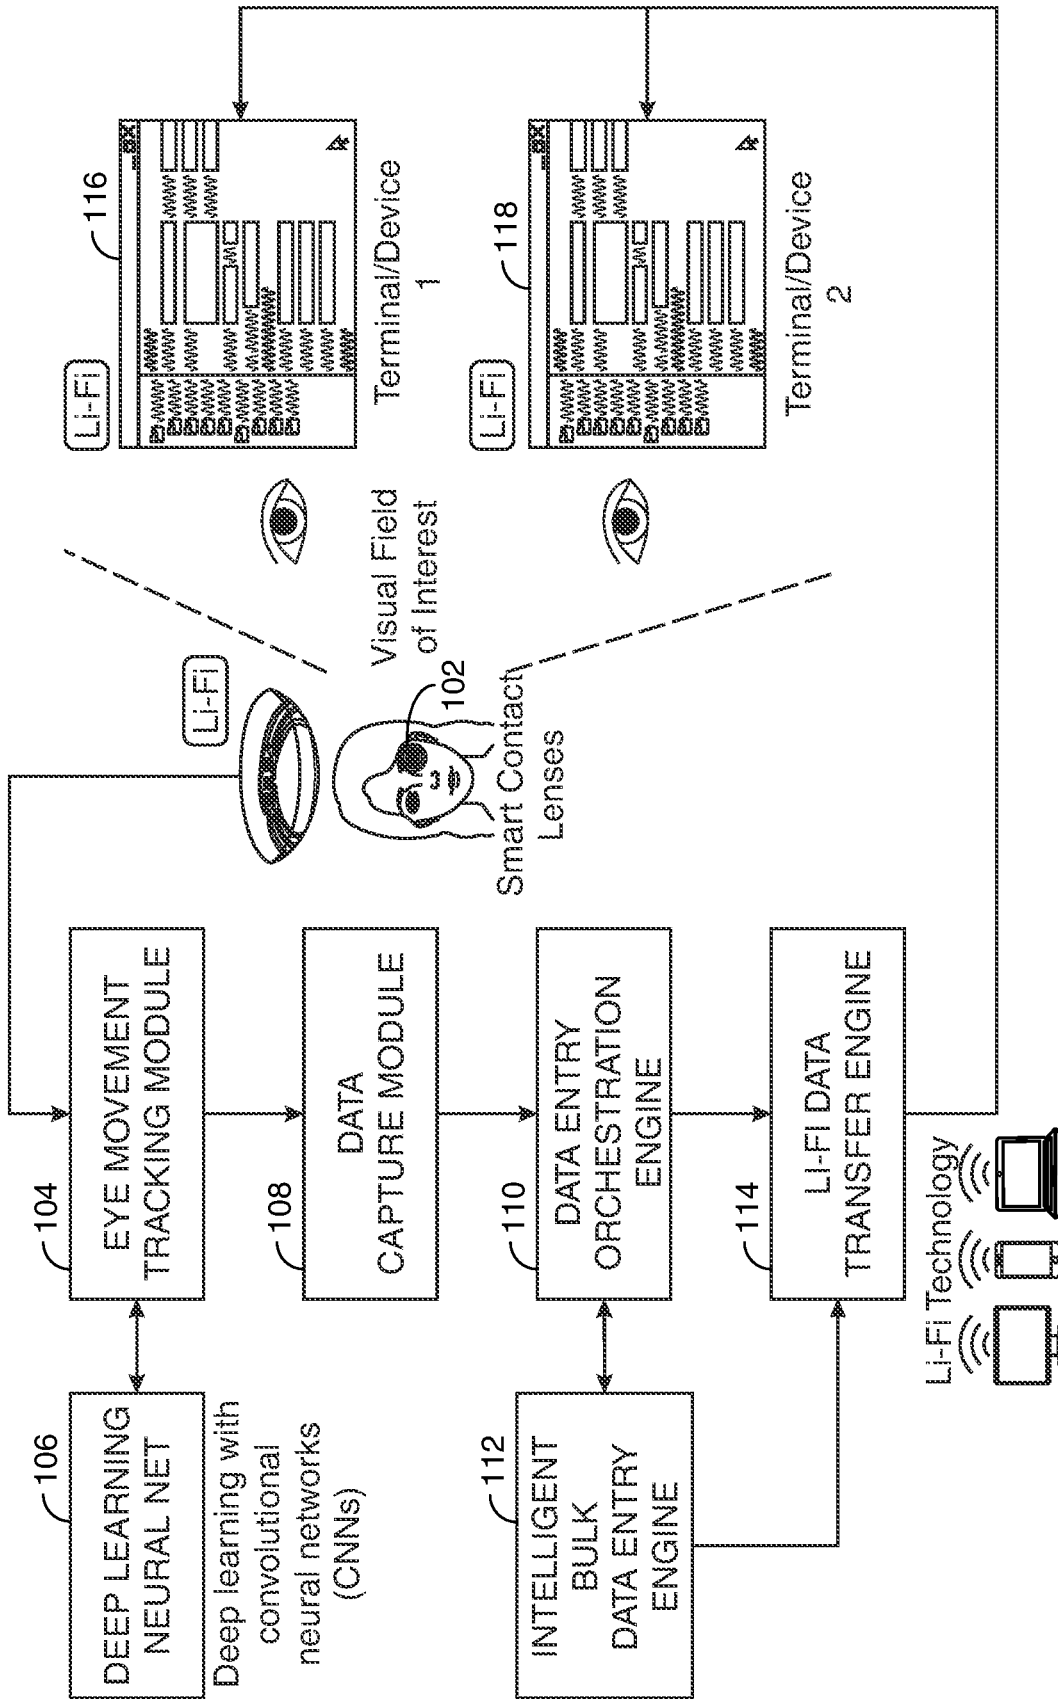 106
DEEP LEARNING
NEURAL NET
Deep learning with
convolutional
neural networks
(CNNs)
104
EYE MOVEMENT
TRACKING MODULE
108
DATA
CAPTURE MODULE
112
INTELLIGENT
BULK
DATA ENTRY
ENGINE
110
DATA ENTRY
ORCHESTRATION
ENGINE
114
LI-FI DATA
TRANSFER ENGINE
Li-Fi Technology
Li-Fi
102
Smart Contact
Lenses
Visual Field
of Interest
Li-Fi
116
Terminal/Device
1
Li-Fi
118
Terminal/Device
2